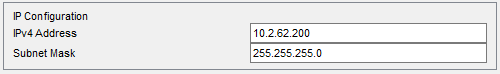 IP Configuration
IPv4 Address 10.2.62.200
Subnet Mask 255.255.255.0